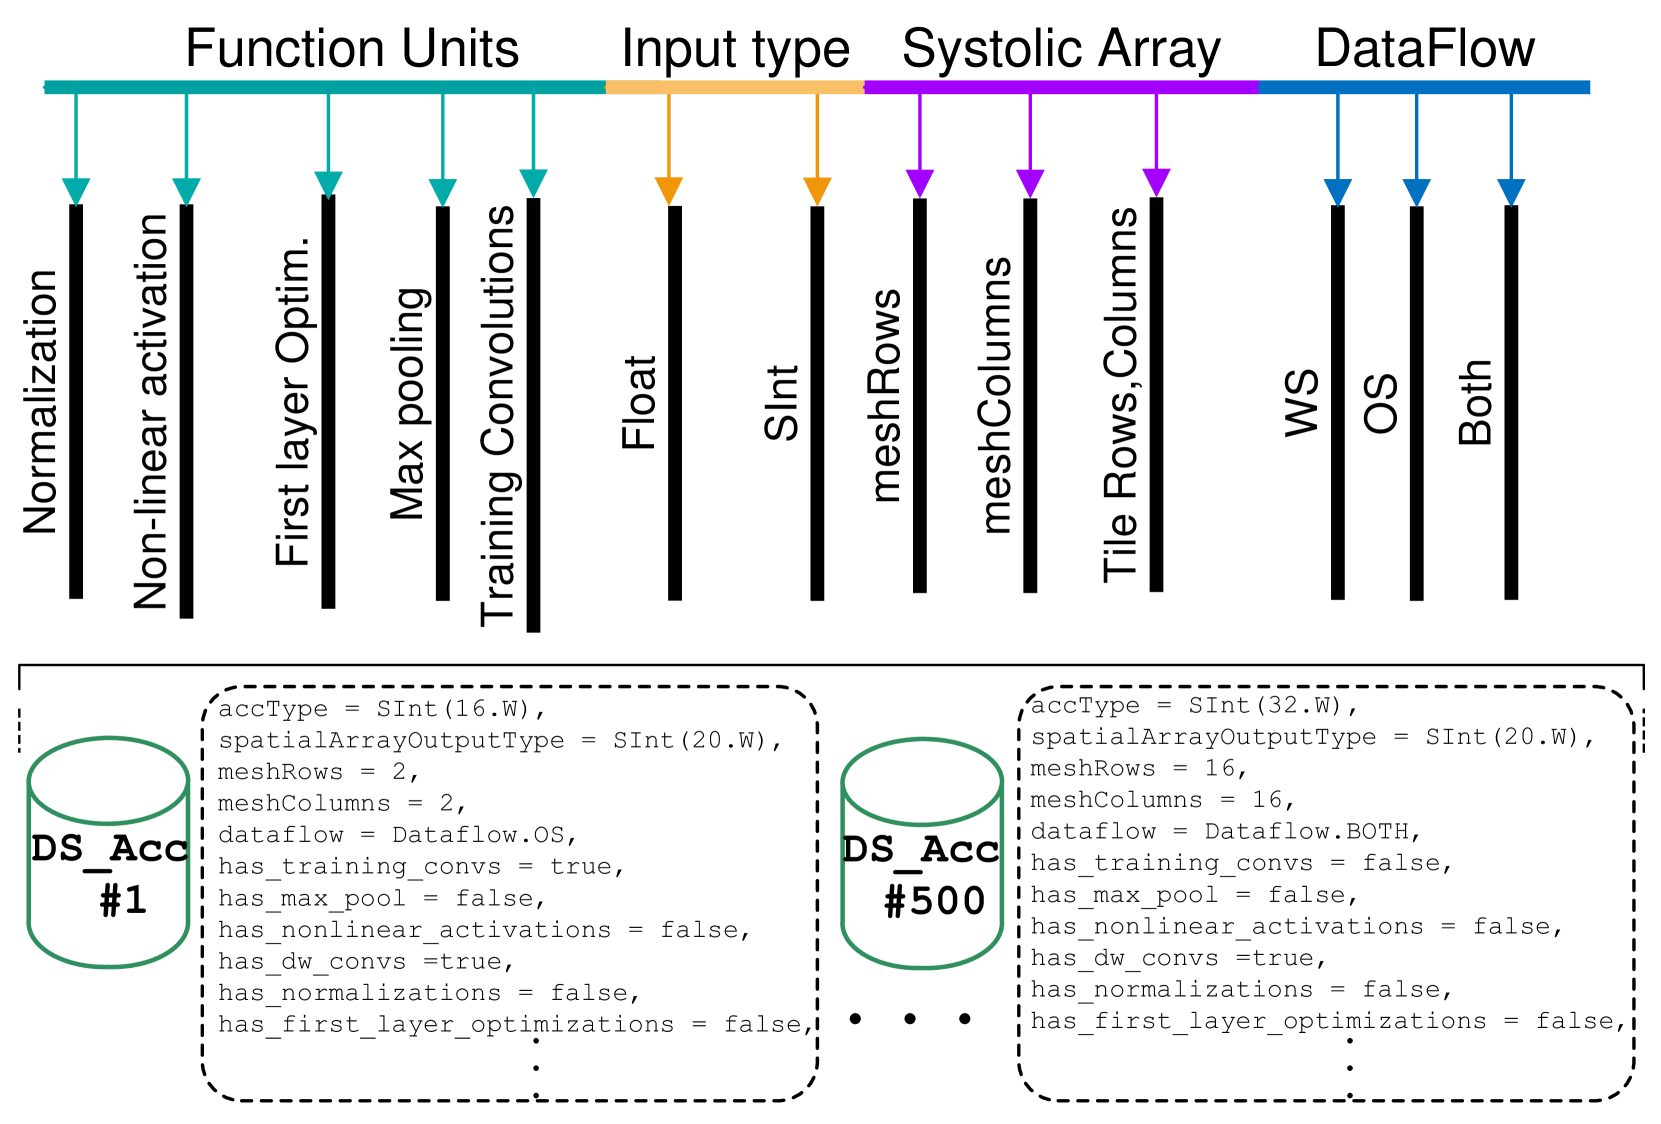 Function Units
Input type
Systolic Array
DataFlow
Normalization
Non-linear activation
First layer Optim.
Max pooling
Training Convolutions
Float
SInt
meshRows
meshColumns
Tile Rows,Columns
WS
OS
Both
DS_Acc
#1
accType = SInt(16.W),
spatialArrayOutputType = SInt(20.W),
meshRows = 2,
meshColumns = 2,
dataflow = Dataflow.OS,
has_training_convs = true,
has_max_pool = false,
has_nonlinear_activations = false,
has_dw_convs =true,
has_normalizations = false,
has_first_layer_optimizations = false,
DS_Acc
#500
accType = SInt(32.W),
spatialArrayOutputType = SInt(20.W),
meshRows = 16,
meshColumns = 16,
dataflow = Dataflow.BOTH,
has_training_convs = false,
has_max_pool = false,
has_nonlinear_activations = false,
has_dw_convs =true,
has_normalizations = false,
has_first_layer_optimizations = false,